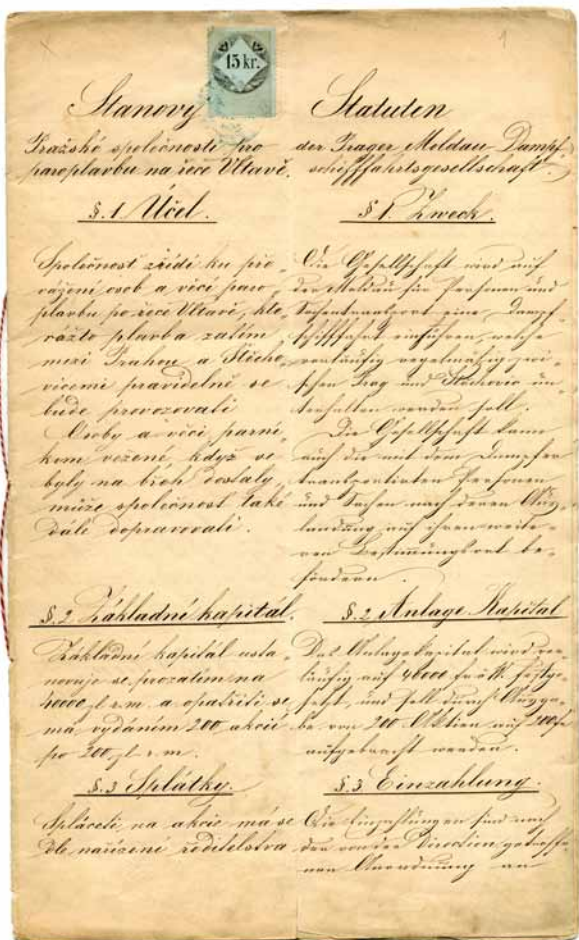 1
15 kr.
Stanovy
Pražské společnosti pro
paroplavbu na řece Vltavě.
§. 1 Účel.
Společnost zřídí ku pro„
vážení osob a věcí paro„
plavbu po řece Vltavě, kte„
rážto plavba zatím
mezi Prahou a Štěcho„
vicemi pravidelně se
bude provozovati
Osoby a věci parní„
kem vezené, když se
byly na břeh dostaly,
může společnost také
dále dopravovati.
§. 2 Základní kapitál.
Základní kapitál usta„
novuje se prozatím na
40000 zl r. m. a opatřiti se
má vydáním 200 akcií
po 200 zl r. m.
§. 3 Splátky.
Spláceti na akcie má se
dle nařízení ředitelstva
Statuten
der Prager Moldau Dampf„
schifffahrtsgesellschaft.
§ 1. Zweck.
Die Gesellschaft wird auf
der Moldau für Personen und
Sachentransport eine Dampf„
schifffahrt einführen, welche
vorläufig regelmäßig zwi„
schen Prag und Stěchovic un„
terhalten werden soll.
Die Gesellschaft kann
auch die mit dem Dampfer
transportirten Personen
und Sachen nach deren Aus„
landung auf ihren weite„
ren Bestimmungsort be„
fördern.
§. 2 Anlage Kapital
Das Anlagekapital wird vor„
läufig auf 40000 fr ö W. festge„
setzt, und soll durch Ausga„
be von 200 Aktien auf 200 fr
aufgebracht werden.
§. 3 Einzahlung.
Die Einzahlungen sind nach
der von der Direction getroffe„
nen Anordnung an